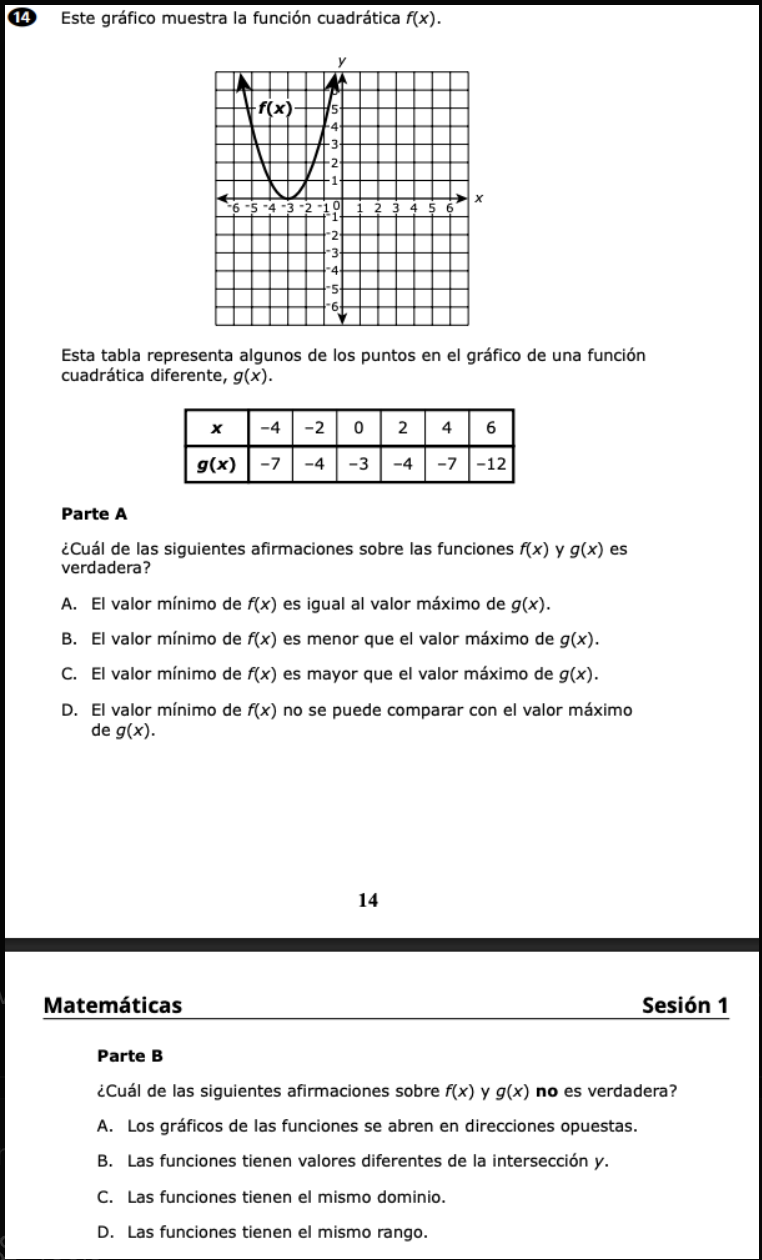 14 Este gráfico muestra la función cuadrática f(x).
y
f(x)
5
4
3
2
1
x
-6 -5 -4 -3 -2 -1 0 1 2 3 4 5 6
-1
-2
-3
-4
-5
-6
Esta tabla representa algunos de los puntos en el gráfico de una función
cuadrática diferente, g(x).
x −4 −2 0 2 4 6
g(x) −7 −4 −3 −4 −7 −12
Parte A
¿Cuál de las siguientes afirmaciones sobre las funciones f(x) y g(x) es
verdadera?
A. El valor mínimo de f(x) es igual al valor máximo de g(x).
B. El valor mínimo de f(x) es menor que el valor máximo de g(x).
C. El valor mínimo de f(x) es mayor que el valor máximo de g(x).
D. El valor mínimo de f(x) no se puede comparar con el valor máximo
de g(x).
14
Matemáticas Sesión 1
Parte B
¿Cuál de las siguientes afirmaciones sobre f(x) y g(x) no es verdadera?
A. Los gráficos de las funciones se abren en direcciones opuestas.
B. Las funciones tienen valores diferentes de la intersección y.
C. Las funciones tienen el mismo dominio.
D. Las funciones tienen el mismo rango.